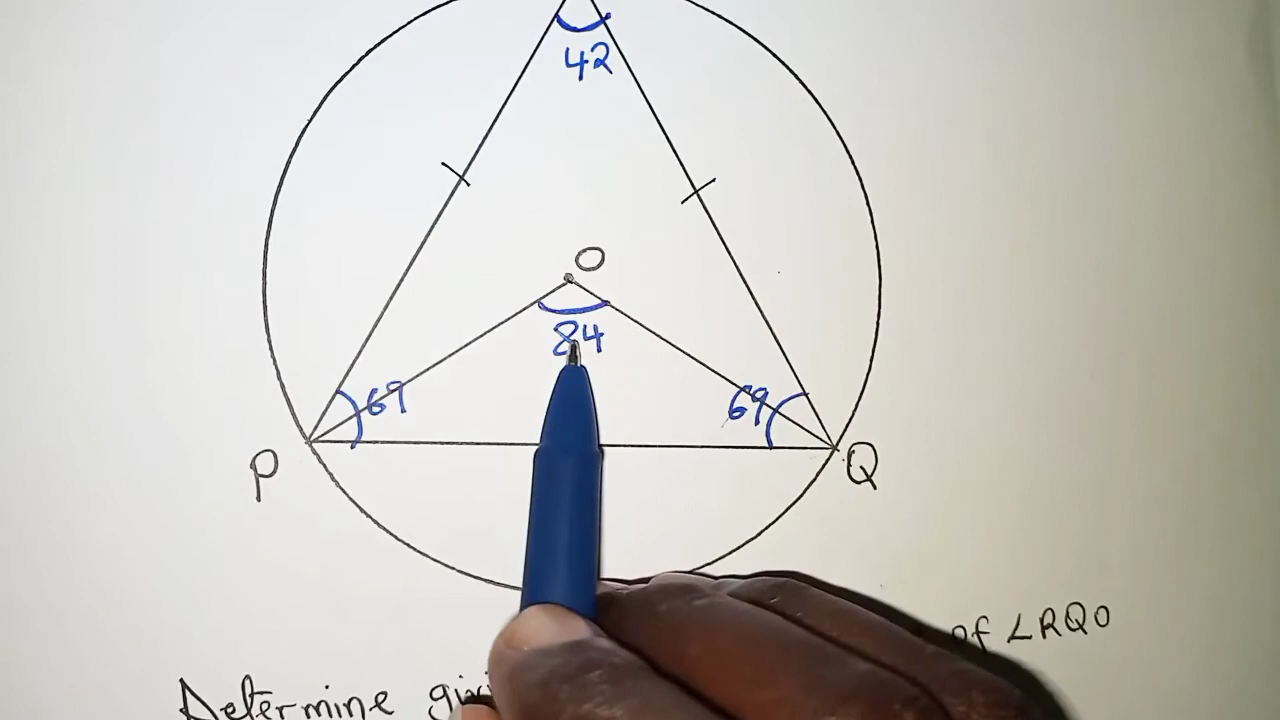 42
O
84
69
69
P
Q
of ∠RQO
Determine